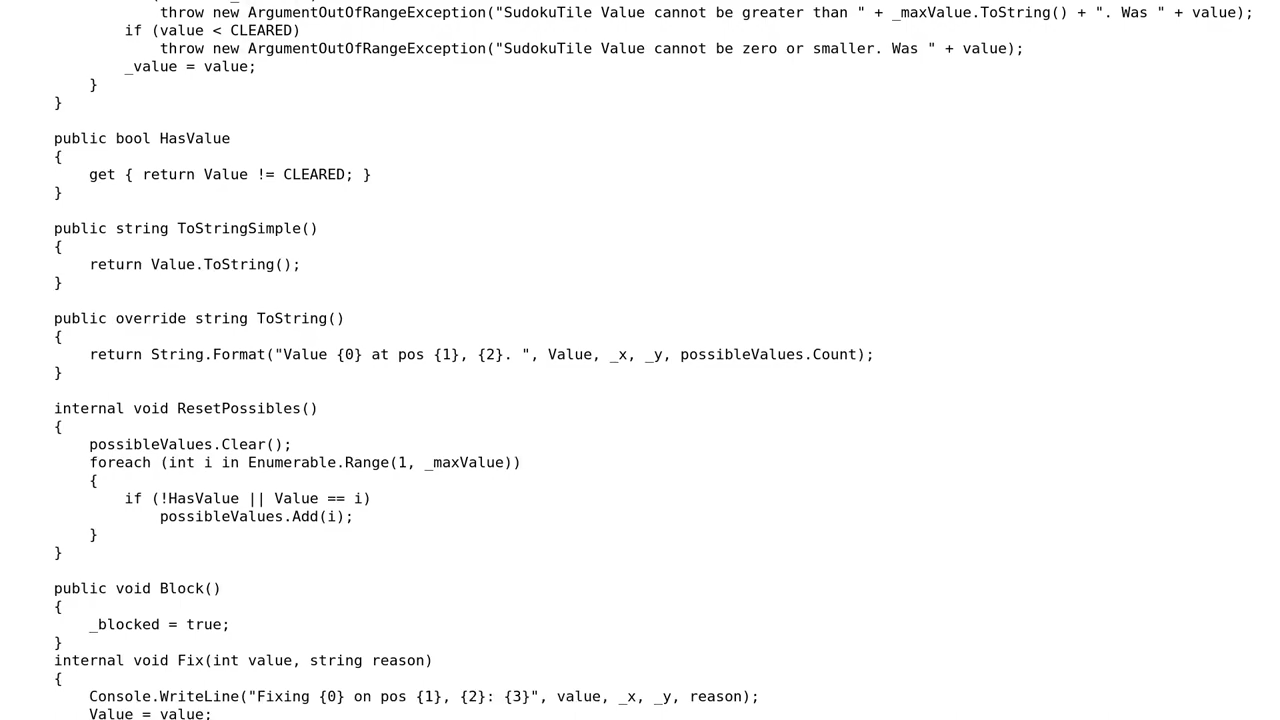 throw new ArgumentOutOfRangeException("SudokuTile Value cannot be greater than " + _maxValue.ToString() + ". Was " + value);
if (value < CLEARED)
throw new ArgumentOutOfRangeException("SudokuTile Value cannot be zero or smaller. Was " + value);
_value = value;
}
}
public bool HasValue
{
get { return Value != CLEARED; }
}
public string ToStringSimple()
{
return Value.ToString();
}
public override string ToString()
{
return String.Format("Value {0} at pos {1}, {2}. ", Value, _x, _y, possibleValues.Count);
}
internal void ResetPossibles()
{
possibleValues.Clear();
foreach (int i in Enumerable.Range(1, _maxValue))
{
if (!HasValue || Value == i)
possibleValues.Add(i);
}
}
public void Block()
{
_blocked = true;
}
internal void Fix(int value, string reason)
{
Console.WriteLine("Fixing {0} on pos {1}, {2}: {3}", value, _x, _y, reason);
Value = value;